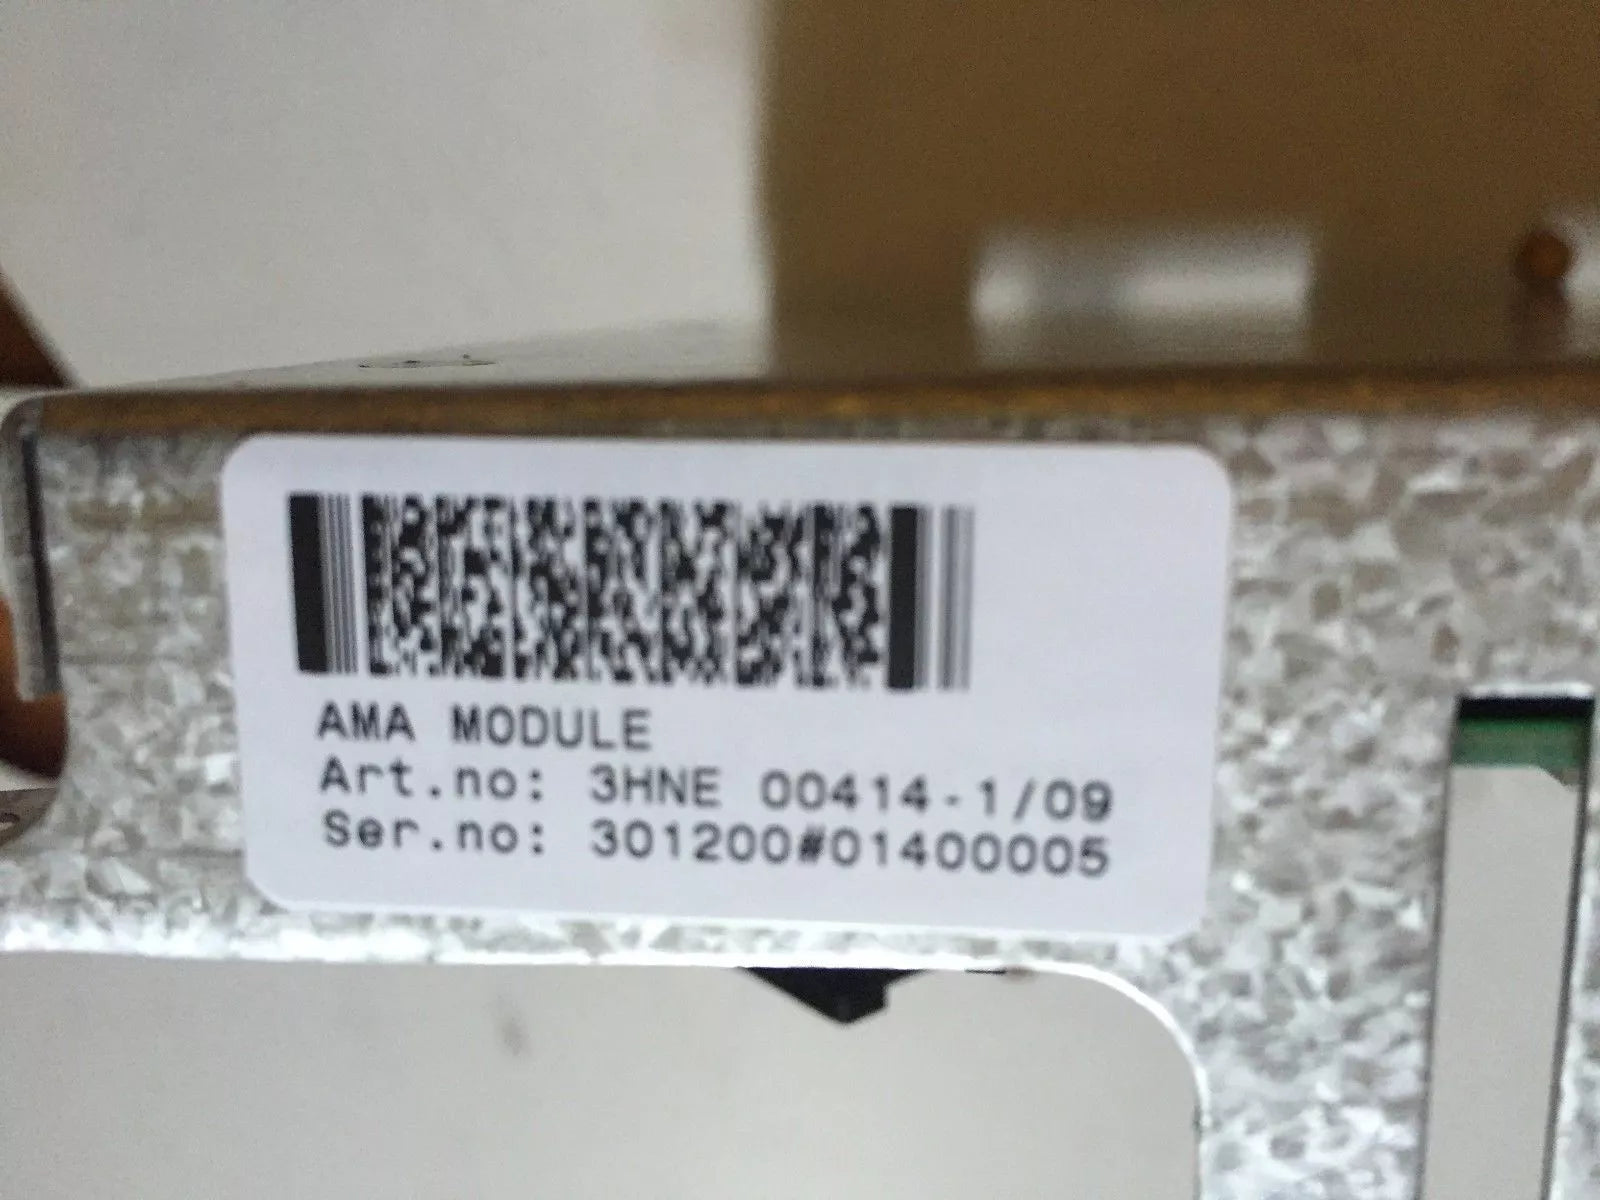 AMA MODULE
Art.no: 3HNE 00414-1/09
Ser.no: 301200#01400005